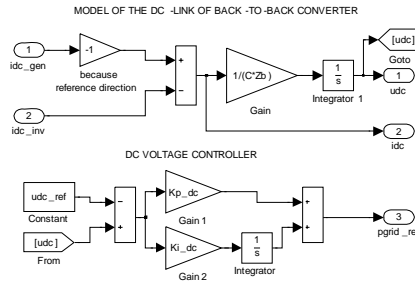 MODEL OF THE DC -LINK OF BACK -TO -BACK CONVERTER
[udc]
Goto
1
idc_gen
-1
because
reference direction
+
−
1/(C*Zb )
Gain
1
s
Integrator 1
1
udc
2
idc_inv
2
idc
DC VOLTAGE CONTROLLER
udc_ref
Constant
[udc]
From
−
+
Kp_dc
Gain 1
Ki_dc
Gain 2
1
s
Integrator
+
+
3
pgrid _re